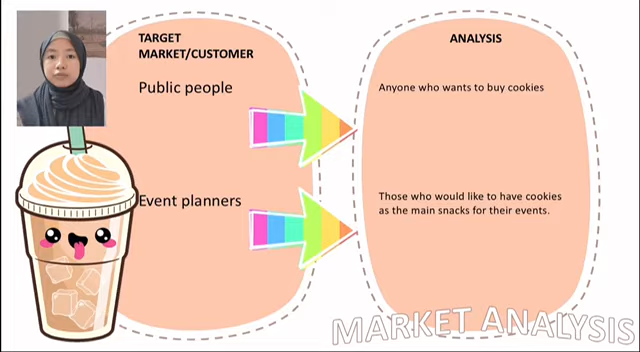 TARGET
MARKET/CUSTOMER
Public people
Event planners
ANALYSIS
Anyone who wants to buy cookies
Those who would like to have cookies
as the main snacks for their events.
MARKET ANALYSIS